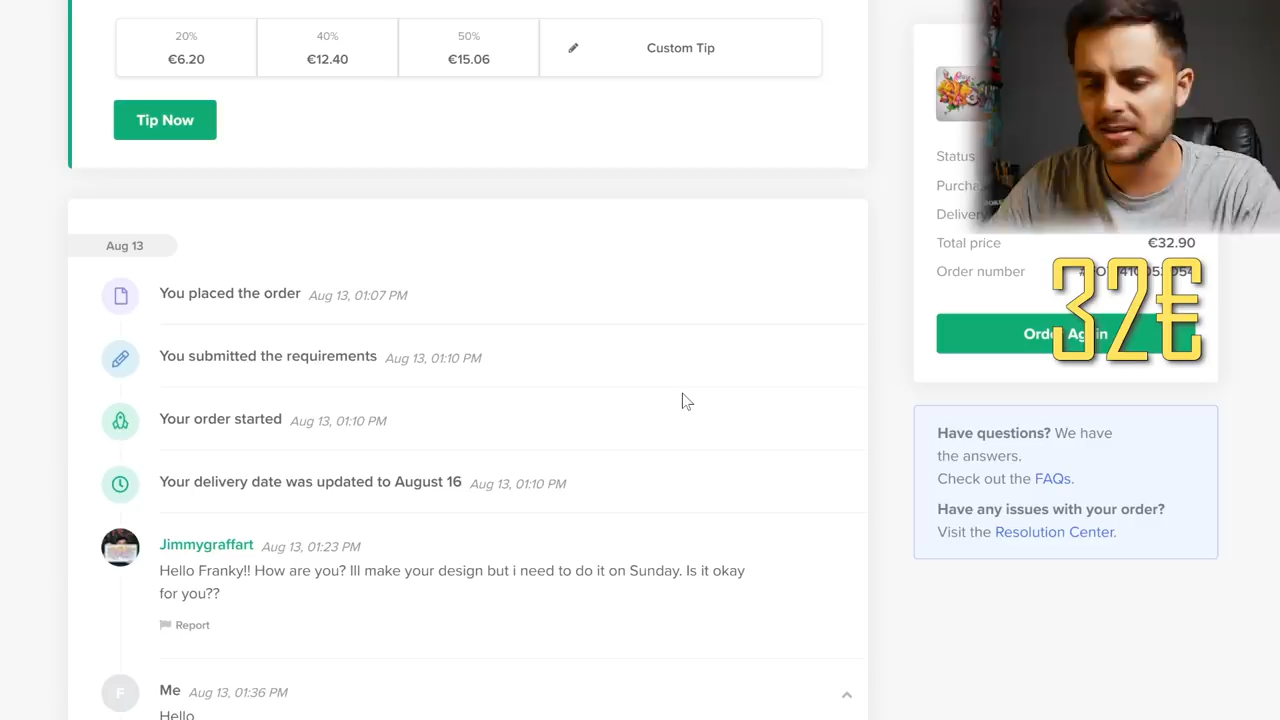 20% 40% 50%
€6.20 €12.40 €15.06 Custom Tip
Tip Now
Aug 13
You placed the order Aug 13, 01:07 PM
You submitted the requirements Aug 13, 01:10 PM
Your order started Aug 13, 01:10 PM
Your delivery date was updated to August 16 Aug 13, 01:10 PM
Jimmygraffart Aug 13, 01:23 PM
Hello Franky!! How are you? Ill make your design but i need to do it on Sunday. Is it okay
for you??
Report
F
Me Aug 13, 01:36 PM
Hello
Status
Total price €32.90
Order number
32€
Have questions? We have
the answers.
Check out the FAQs.
Have any issues with your order?
Visit the Resolution Center.